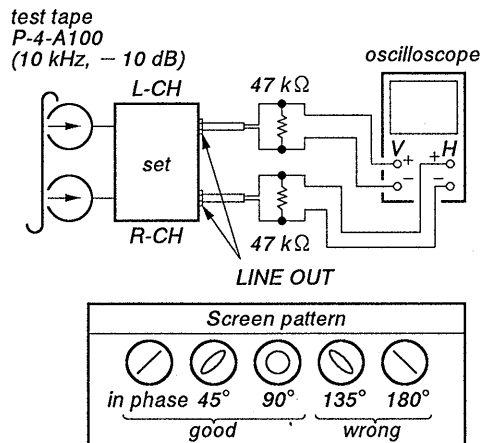 test tape
P-4-A100
(10 kHz, − 10 dB)
oscilloscope
L-CH
47 kΩ
set
V
H
+
+
−
−
R-CH
47 kΩ
LINE OUT
Screen pattern
in phase 45° 90° 135° 180°
good wrong